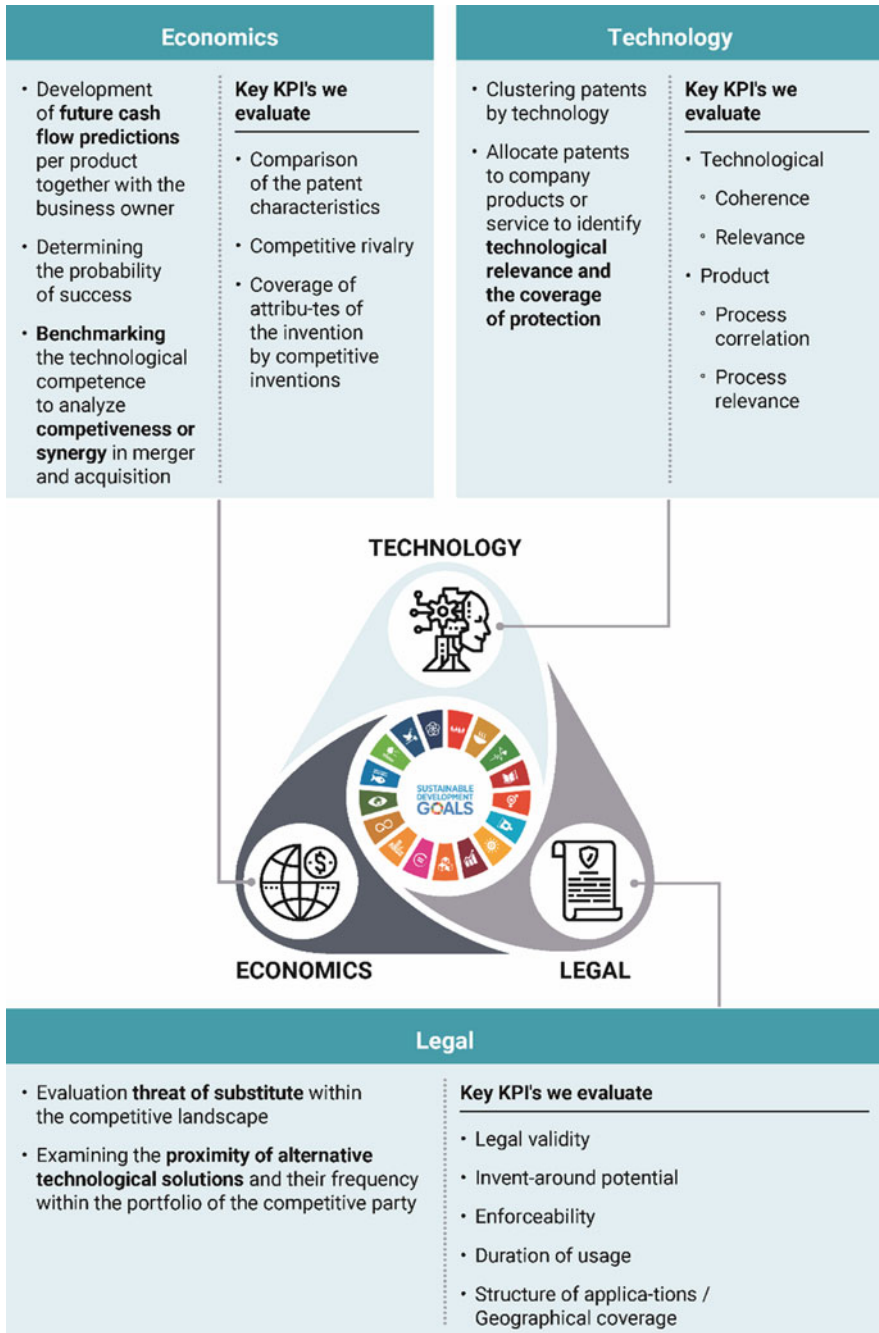 Economics
• Development
of future cash
flow predictions
per product
together with the
business owner
• Determining
the probability
of success
• Benchmarking
the technological
competence
to analyze
competiveness or
synergy in merger
and acquisition
Key KPI's we
evaluate
• Comparison
of the patent
characteristics
• Competitive rivalry
• Coverage of
attribu-tes of
the invention
by competitive
inventions
Technology
• Clustering patents
by technology
• Allocate patents
to company
products or
service to identify
technological
relevance and
the coverage
of protection
Key KPI's we
evaluate
• Technological
• Coherence
• Relevance
• Product
• Process
correlation
• Process
relevance
TECHNOLOGY
SUSTAINABLE
DEVELOPMENT
GOALS
$
ECONOMICS
LEGAL
Legal
• Evaluation threat of substitute within
the competitive landscape
• Examining the proximity of alternative
technological solutions and their frequency
within the portfolio of the competitive party
Key KPI's we evaluate
• Legal validity
• Invent-around potential
• Enforceability
• Duration of usage
• Structure of applica-tions /
Geographical coverage